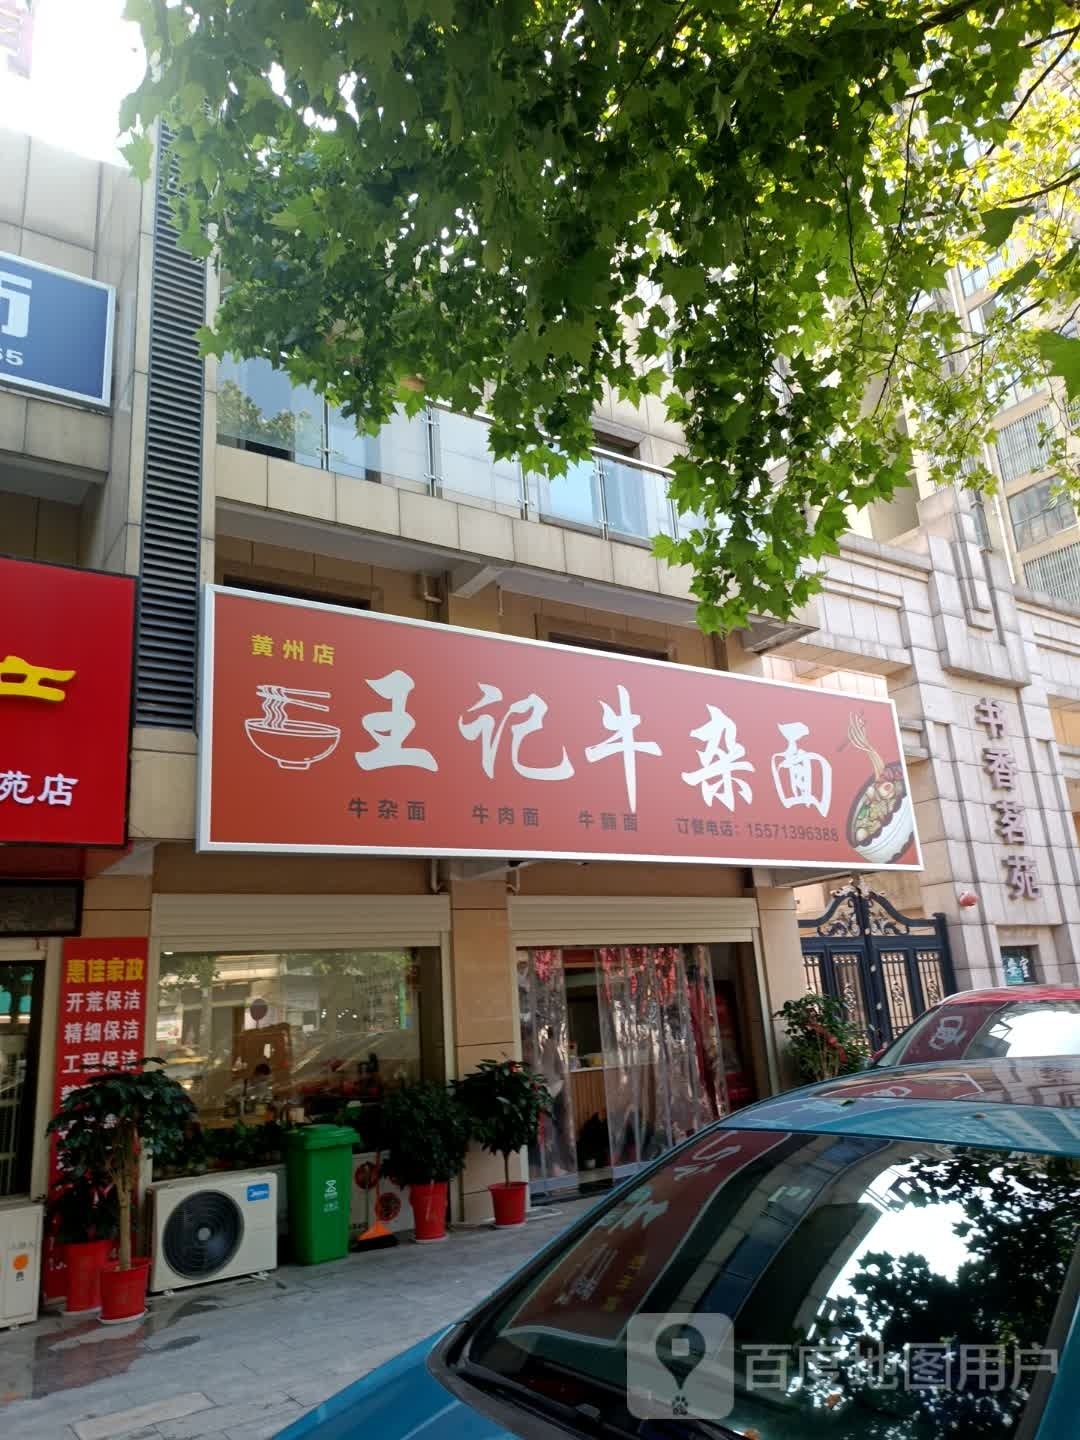 55
黄州店
王记牛杂面
牛杂面 牛肉面 牛腩面 订餐电话：15571396388
书香茗苑
苑店
惠佳家政
开荒保洁
精细保洁
工程保洁
Midea
百度地图用户